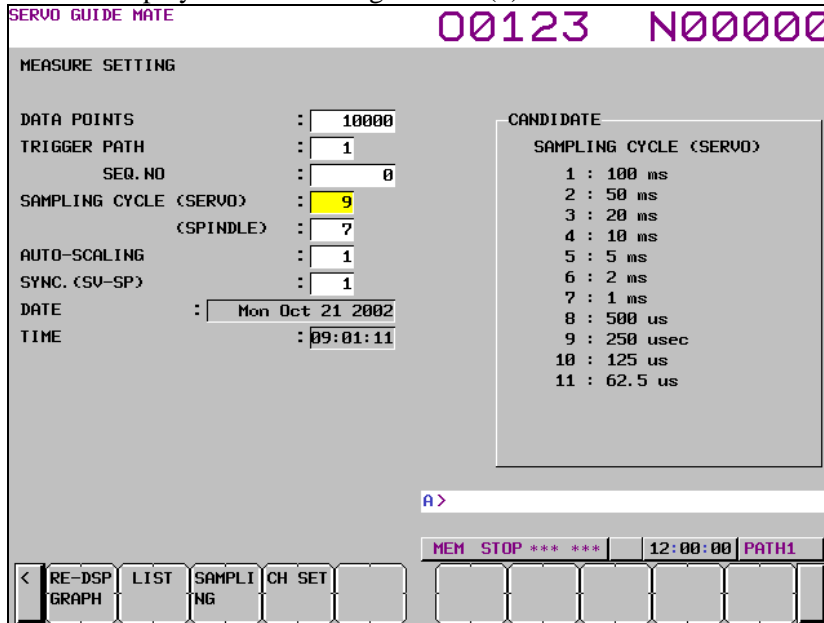 SERVO GUIDE MATE
O0123 N00000
MEASURE SETTING
DATA POINTS : 10000
TRIGGER PATH : 1
SEQ.NO : 0
SAMPLING CYCLE (SERVO) : 9
(SPINDLE) : 7
AUTO-SCALING : 1
SYNC.(SV-SP) : 1
DATE : Mon Oct 21 2002
TIME : 09:01:11
CANDIDATE
SAMPLING CYCLE (SERVO)
1 : 100 ms
2 : 50 ms
3 : 20 ms
4 : 10 ms
5 : 5 ms
6 : 2 ms
7 : 1 ms
8 : 500 us
9 : 250 usec
10 : 125 us
11 : 62.5 us
A>
MEM STOP *** *** 12:00:00 PATH1
< RE-DSP LIST SAMPLI CH SET
GRAPH NG